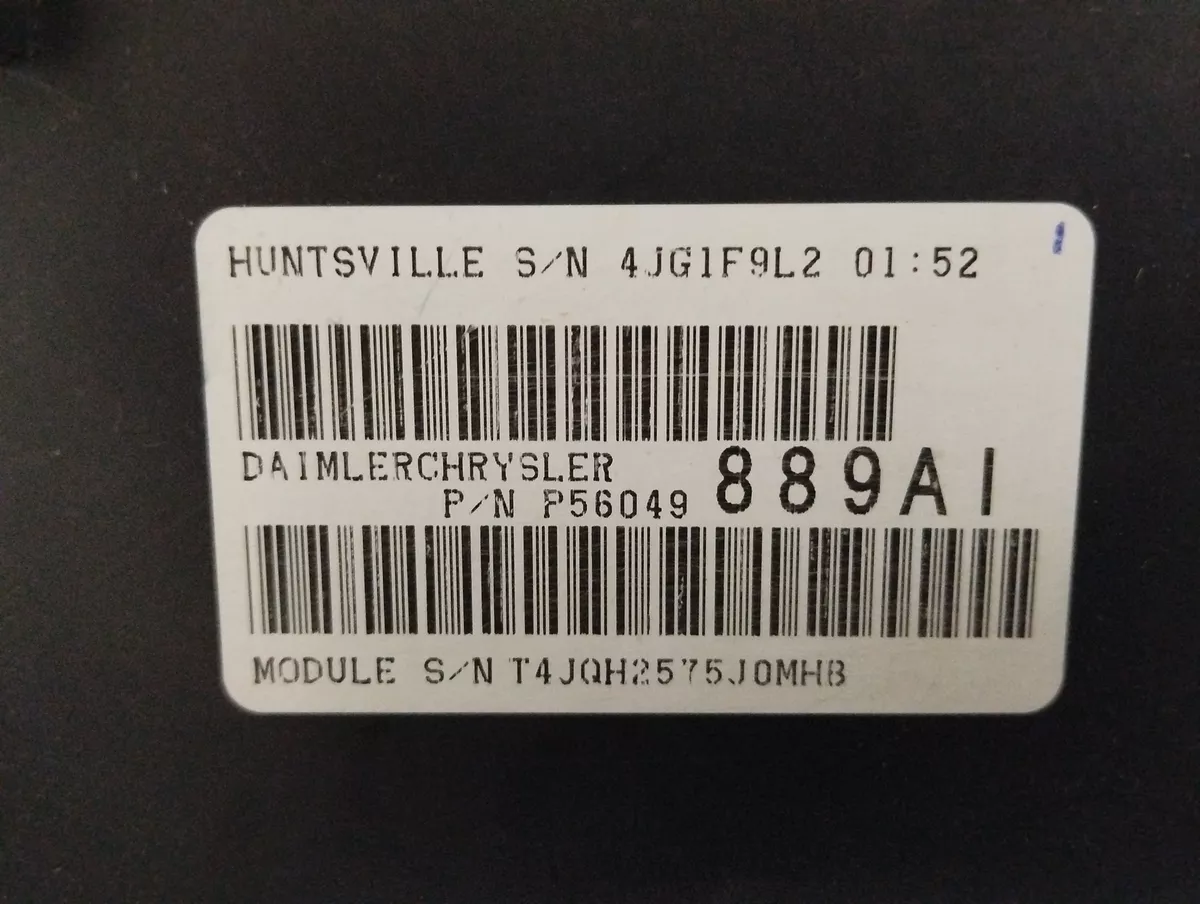 HUNTSVILLE S/N 4JG1F9L2 01:52
DAIMLERCHRYSLER
P/N P56049 889AI
MODULE S/N T4JQH2575J0MHB